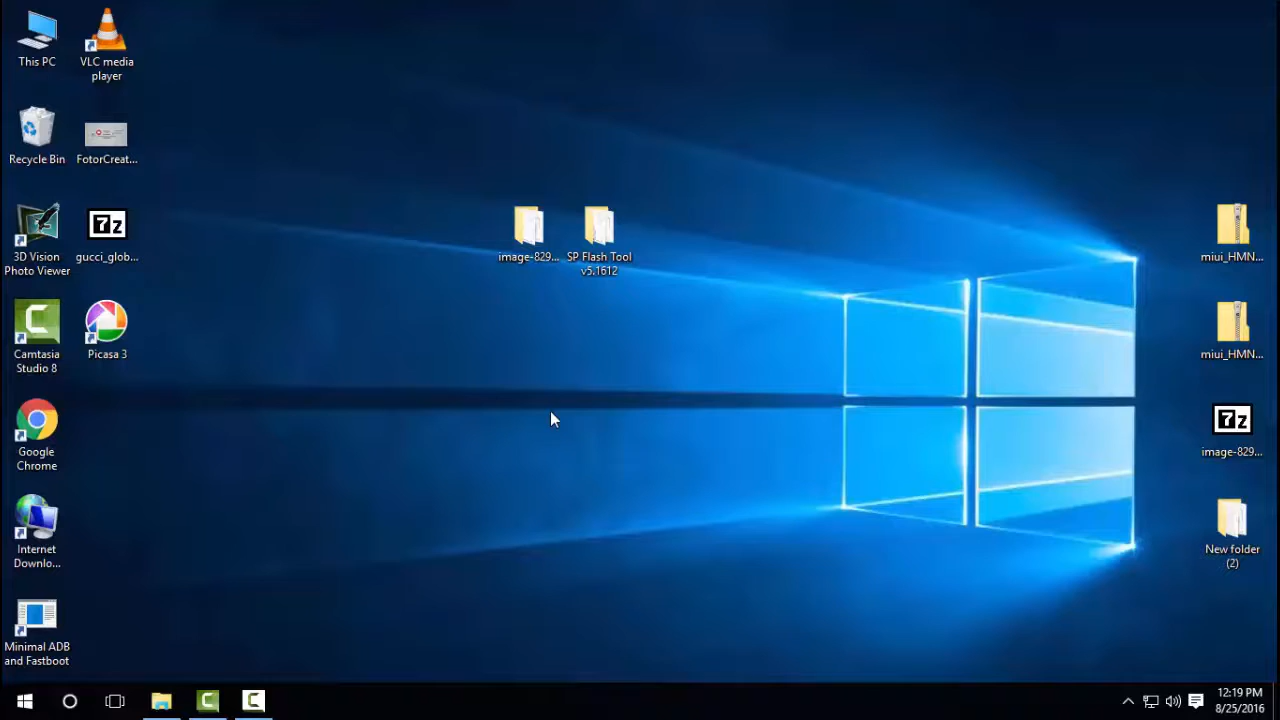 This PC
VLC media
player
Recycle Bin
FotorCreat...
3D Vision
Photo Viewer
7z
gucci_glob...
Camtasia
Studio 8
Picasa 3
Google
Chrome
Internet
Downlo...
Minimal ADB
and Fastboot
image-829...
SP Flash Tool
v5.1612
miui_HMN...
miui_HMN...
7z
image-829...
New folder
(2)
12:19 PM
8/25/2016